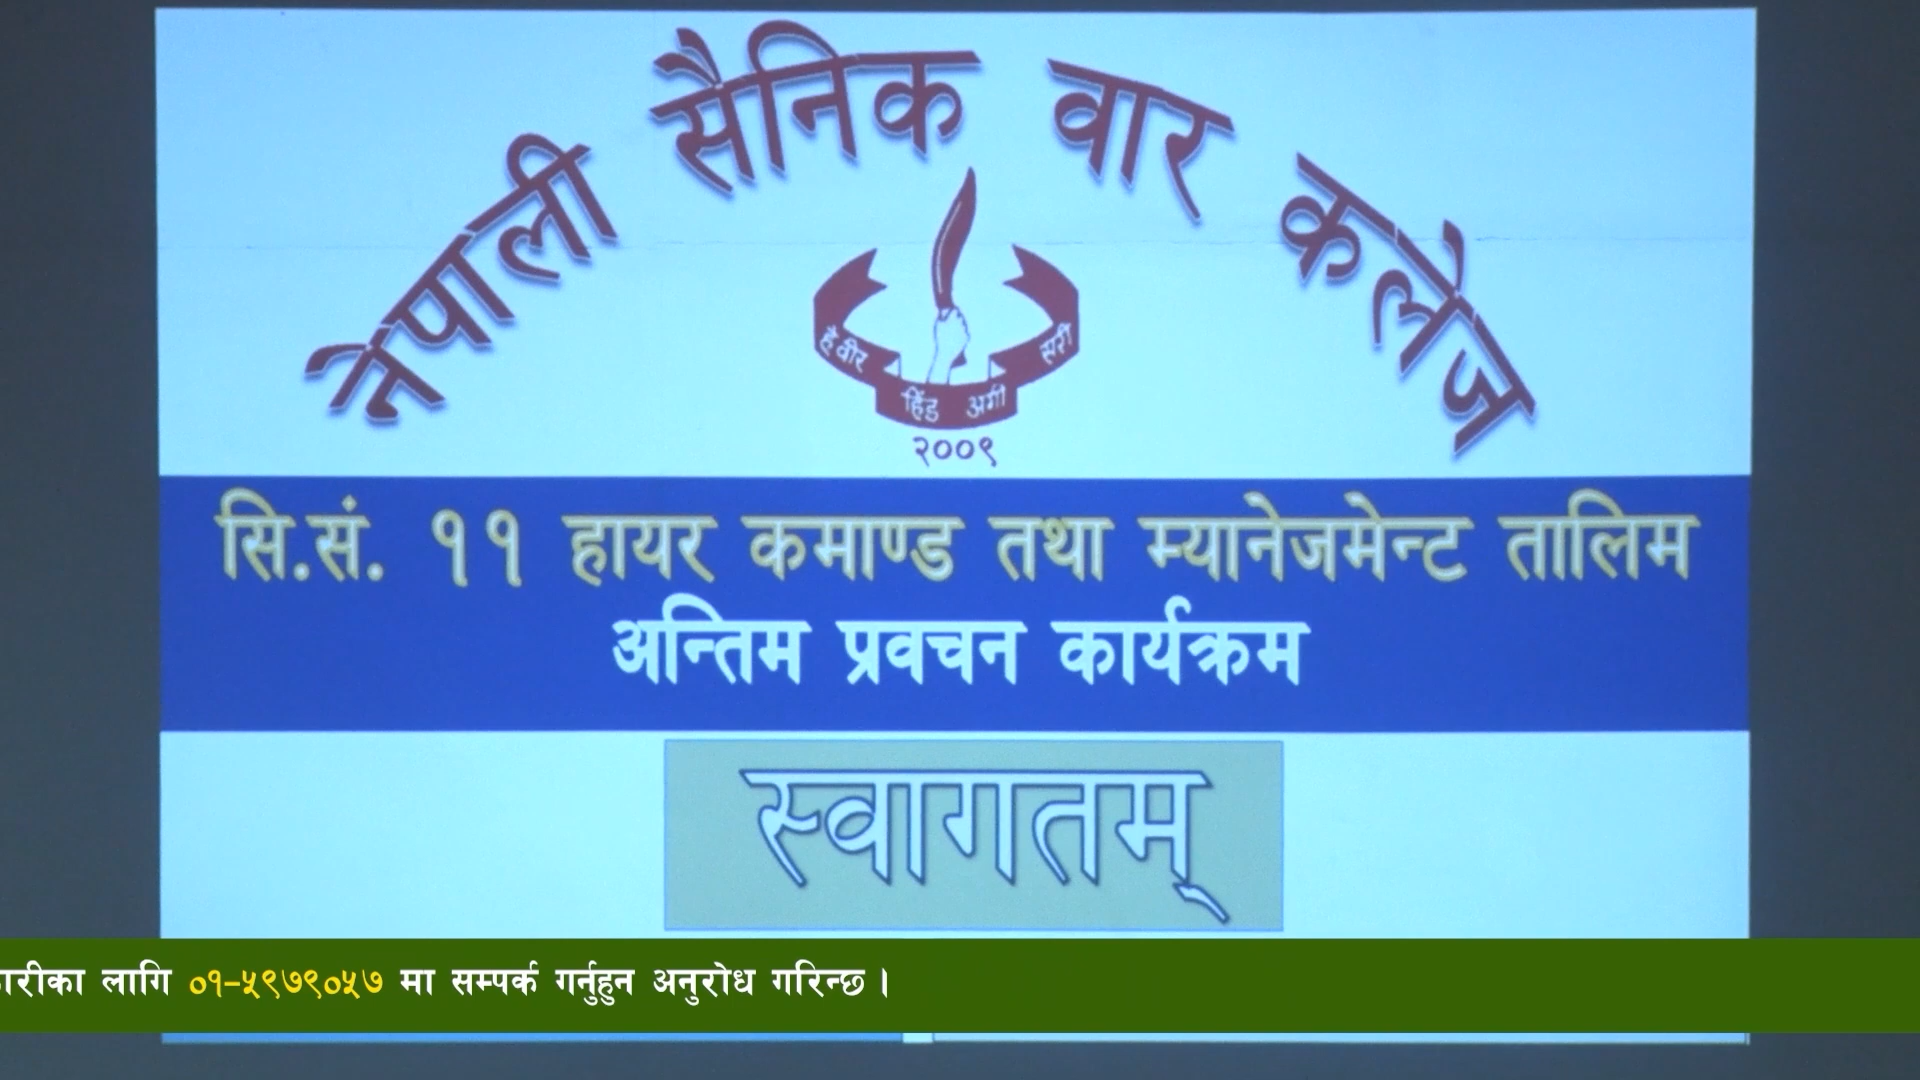 नेपाली सैनिक वार कलेज
हे वीर हिँड अगी सरी
२००९
सि.सं. ११ हायर कमाण्ड तथा म्यानेजमेन्ट तालिम
अन्तिम प्रवचन कार्यक्रम
स्वागतम्
लागि ०१-५९७९०५७ मा सम्पर्क गर्नुहुन अनुरोध गरिन्छ ।